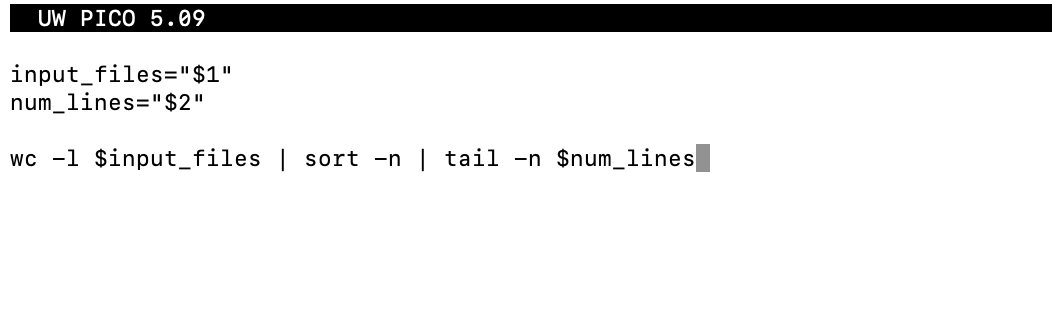 UW PICO 5.09
input_files="$1"
num_lines="$2"
wc -l $input_files | sort -n | tail -n $num_lines